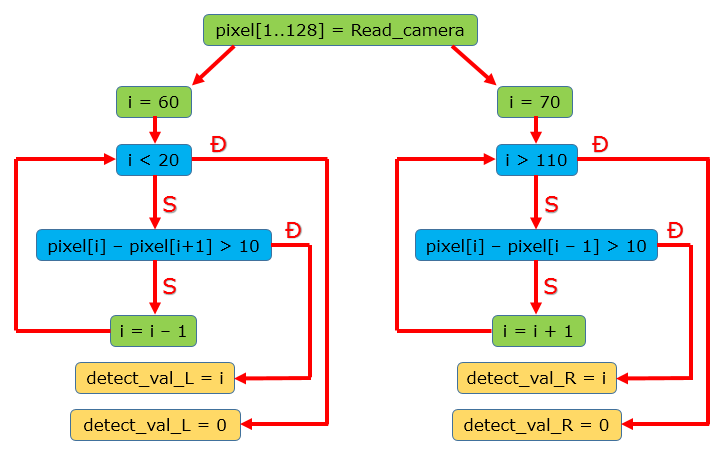 pixel[1..128] = Read_camera
i = 60
i < 20
Đ
S
pixel[i] – pixel[i+1] > 10
Đ
S
i = i – 1
detect_val_L = i
detect_val_L = 0
i = 70
i > 110
Đ
S
pixel[i] – pixel[i – 1] > 10
Đ
S
i = i + 1
detect_val_R = i
detect_val_R = 0